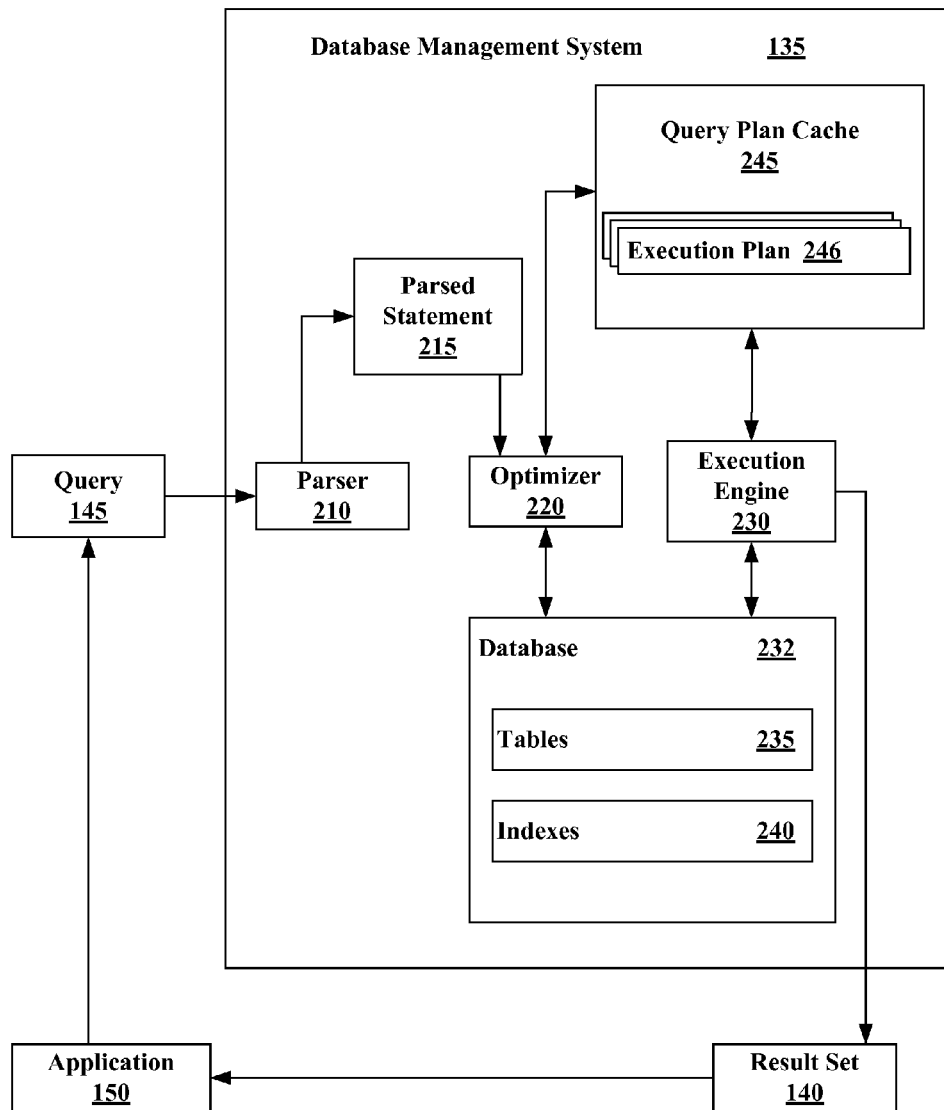 Database Management System 135
Query Plan Cache
245
Execution Plan 246
Parsed
Statement
215
Query
145
Parser
210
Optimizer
220
Execution
Engine
230
Database 232
Tables 235
Indexes 240
Application
150
Result Set
140